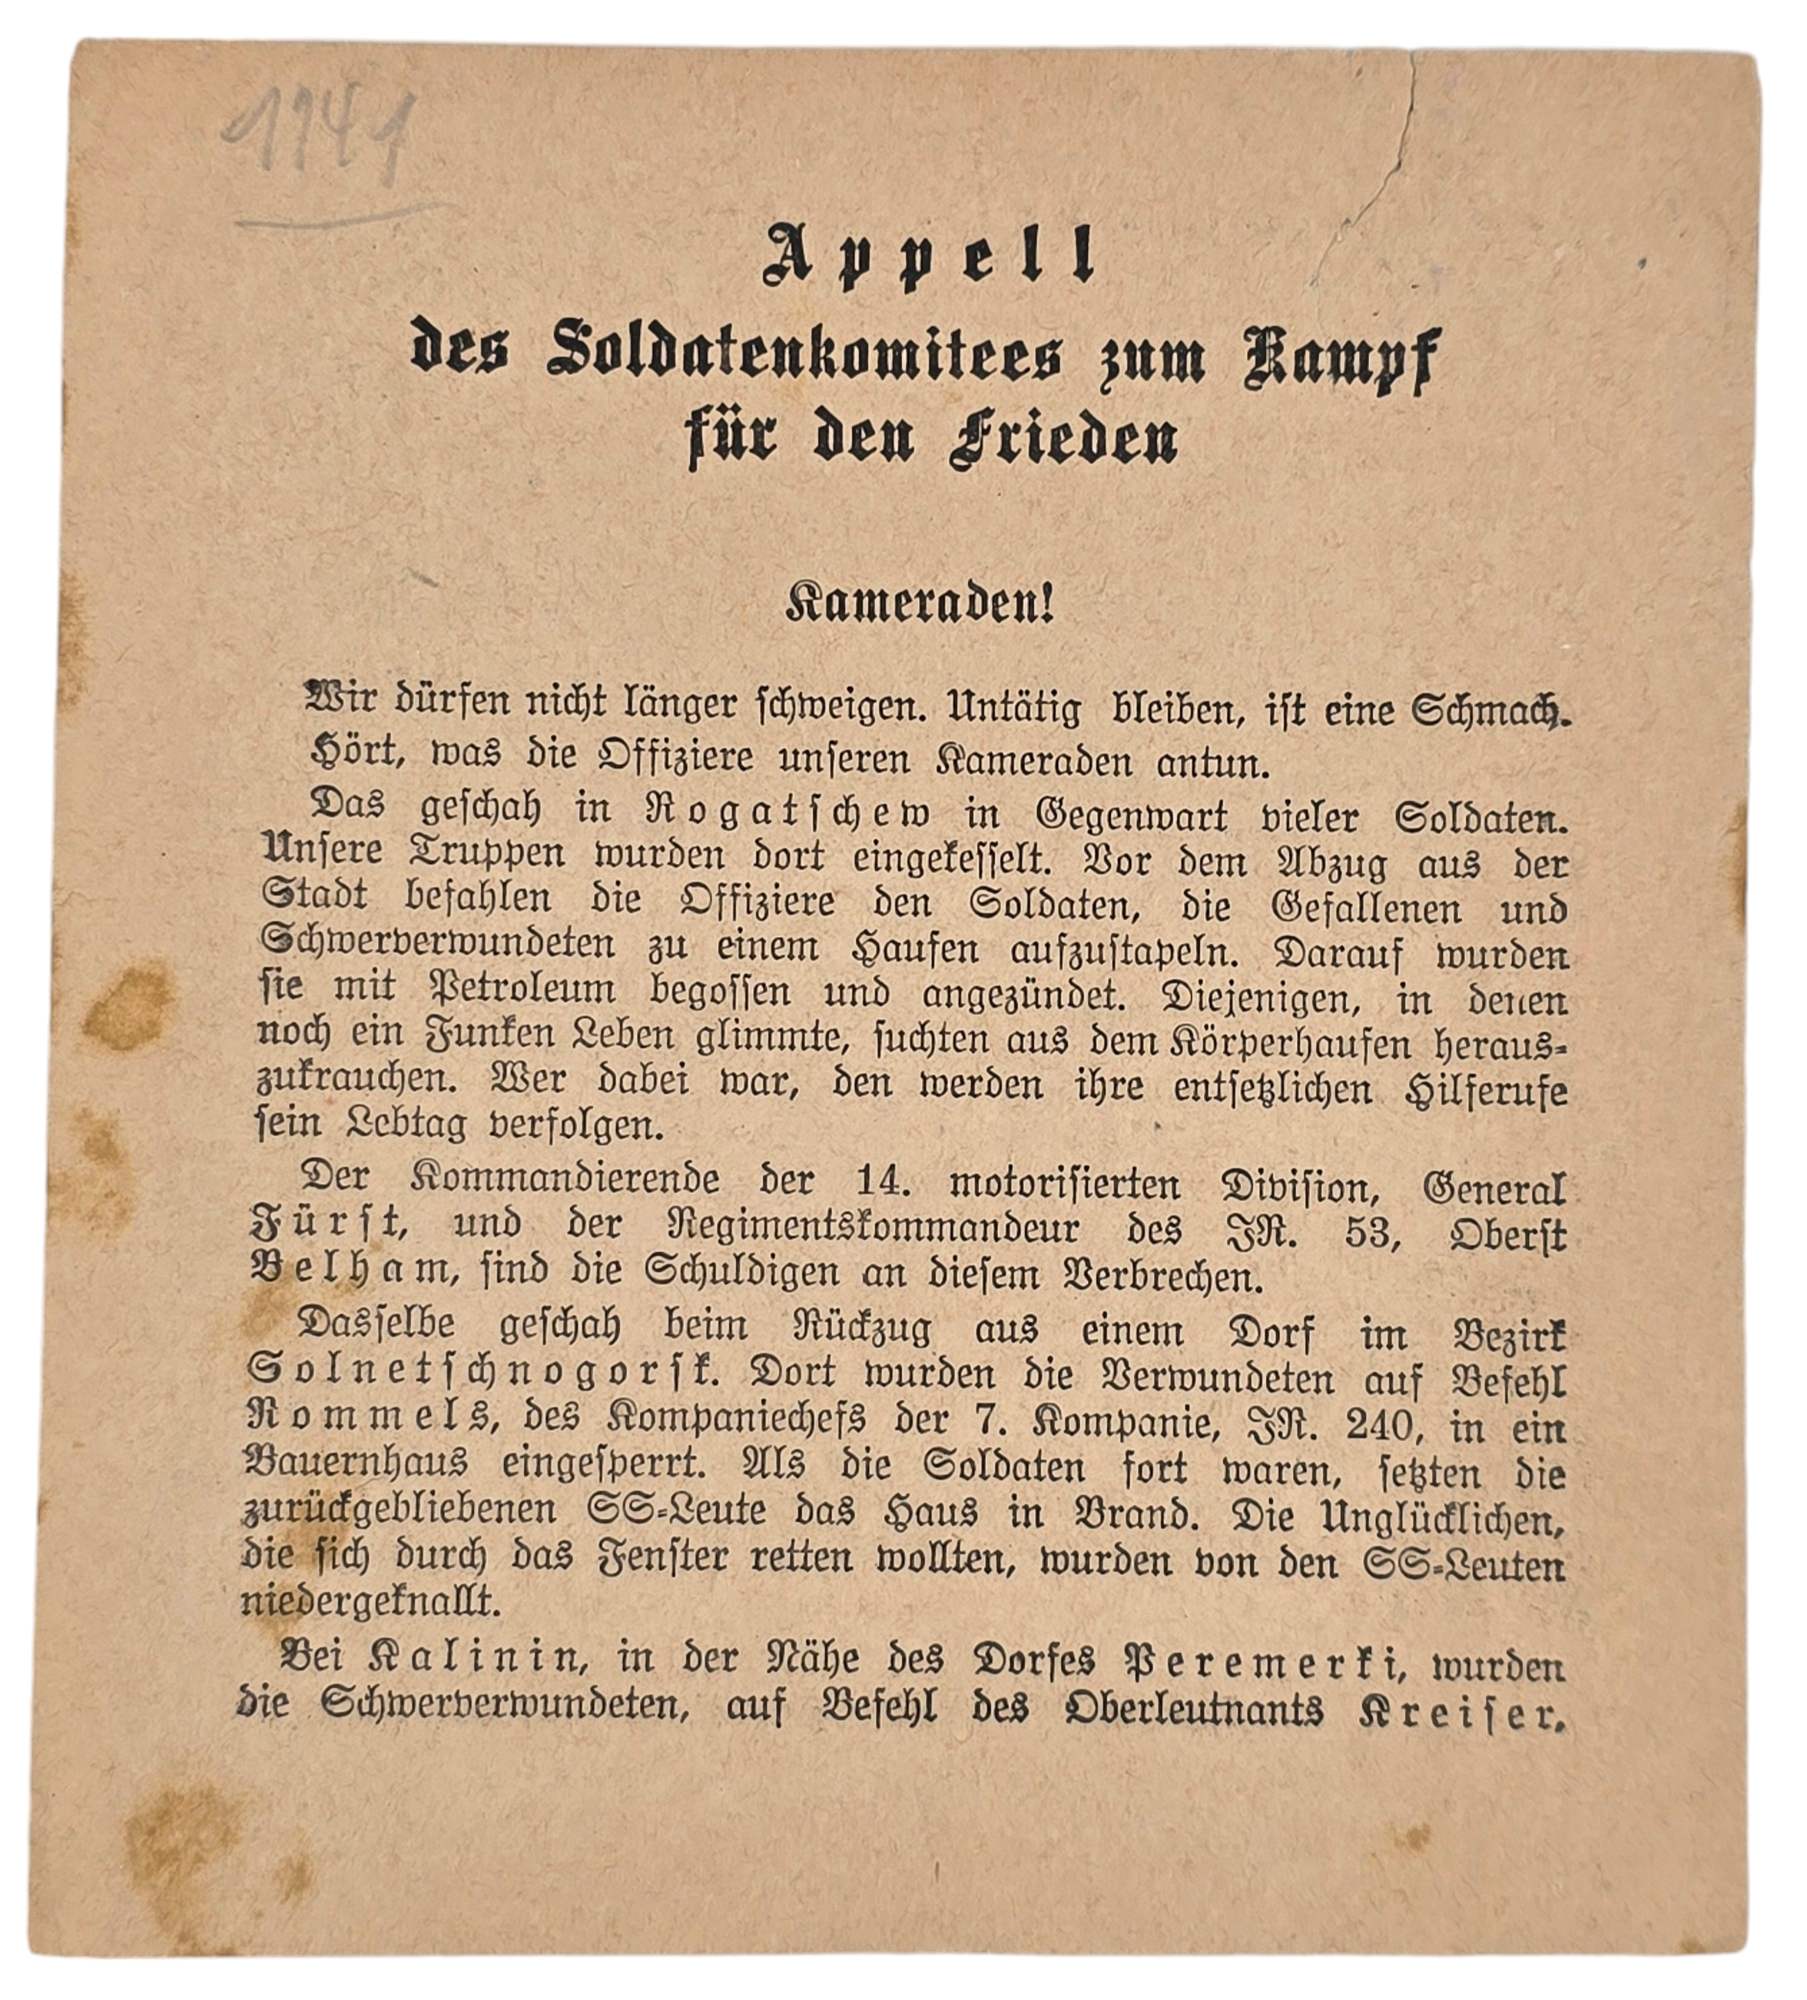 1941
Appell
des Soldatenkomitees zum Kampf
für den Frieden
Kameraden!
Wir dürfen nicht länger schweigen. Untätig bleiben, ist eine Schmach.
Hört, was die Offiziere unseren Kameraden antun.
Das geschah in Rogatschew in Gegenwart vieler Soldaten.
Unsere Truppen wurden dort eingekesselt. Vor dem Abzug aus der
Stadt befahlen die Offiziere den Soldaten, die Gefallenen und
Schwerverwundeten zu einem Haufen aufzustapeln. Darauf wurden
sie mit Petroleum begossen und angezündet. Diejenigen, in denen
noch ein Funken Leben glimmte, suchten aus dem Körperhaufen heraus-
zukrauchen. Wer dabei war, den werden ihre entsetzlichen Hilferufe
sein Lebtag verfolgen.
Der Kommandierende der 14. motorisierten Division, General
Fürst, und der Regimentskommandeur des IR. 53, Oberst
Belham, sind die Schuldigen an diesem Verbrechen.
Dasselbe geschah beim Rückzug aus einem Dorf im Bezirk
Solnetschnogorsk. Dort wurden die Verwundeten auf Befehl
Rommels, des Kompaniechefs der 7. Kompanie, IR. 240, in ein
Bauernhaus eingesperrt. Als die Soldaten fort waren, setzten die
zurückgebliebenen SS-Leute das Haus in Brand. Die Unglücklichen,
die sich durch das Fenster retten wollten, wurden von den SS-Leuten
niedergeknallt.
Bei Kalinin, in der Nähe des Dorfes Peremerki, wurden
die Schwerverwundeten, auf Befehl des Oberleutnants Kreiser,